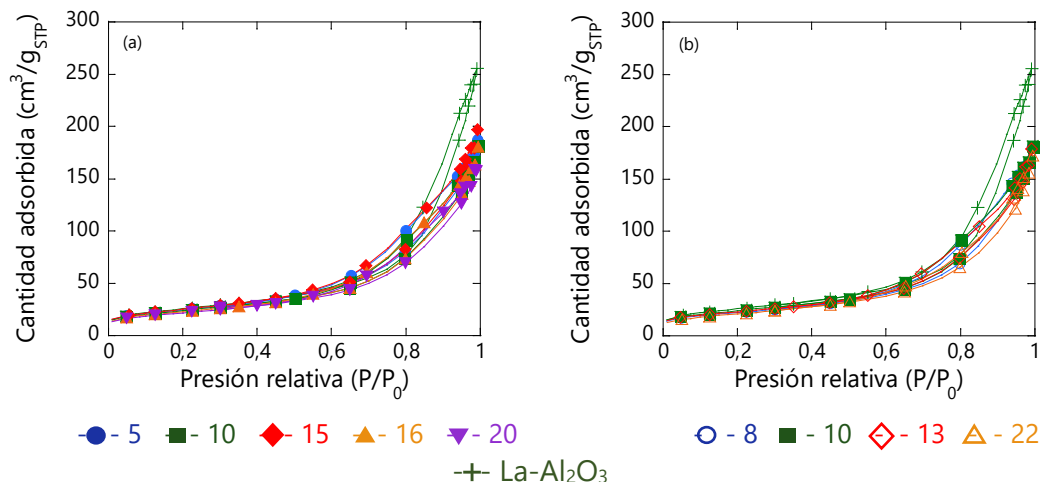 (a)
Cantidad adsorbida (cm³/g_STP)
300
250
200
150
100
50
0
0 0,2 0,4 0,6 0,8 1
Presión relativa (P/P₀)
(b)
Cantidad adsorbida (cm³/g_STP)
300
250
200
150
100
50
0
0 0,2 0,4 0,6 0,8 1
Presión relativa (P/P₀)
- 5 - 10 - 15 - 16 - 20
- 8 - 10 - 13 - 22
La-Al₂O₃